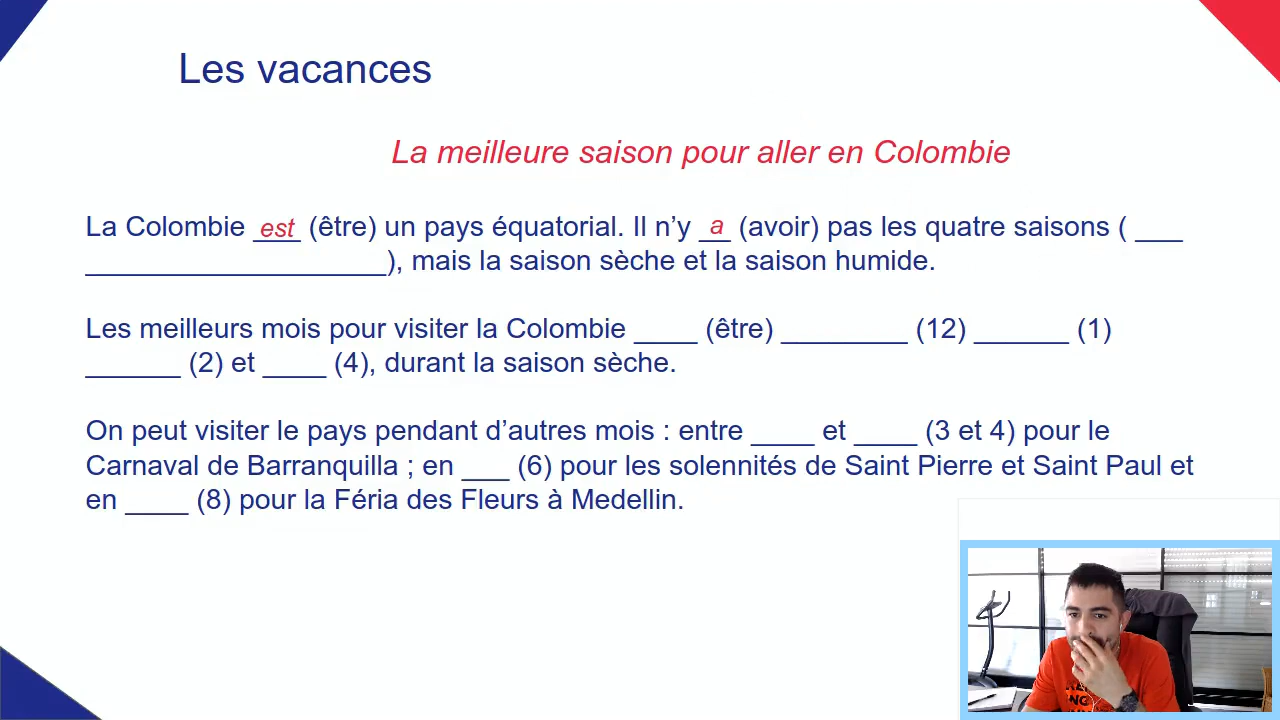 Les vacances
La meilleure saison pour aller en Colombie
La Colombie est (être) un pays équatorial. Il n’y a (avoir) pas les quatre saisons ( ___
___________________), mais la saison sèche et la saison humide.
Les meilleurs mois pour visiter la Colombie ____ (être) ________ (12) ______ (1)
______ (2) et ____ (4), durant la saison sèche.
On peut visiter le pays pendant d’autres mois : entre ____ et ____ (3 et 4) pour le
Carnaval de Barranquilla ; en ___ (6) pour les solennités de Saint Pierre et Saint Paul et
en ____ (8) pour la Féria des Fleurs à Medellin.